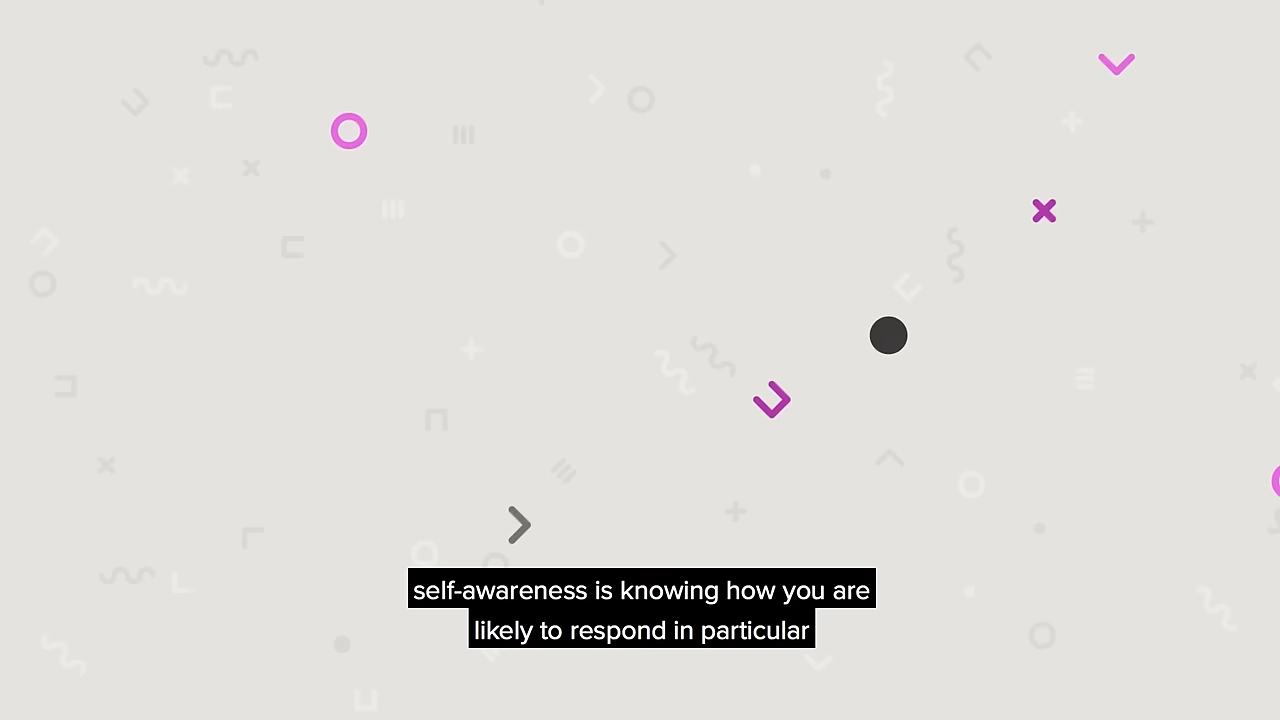 self-awareness is knowing how you are
likely to respond in particular